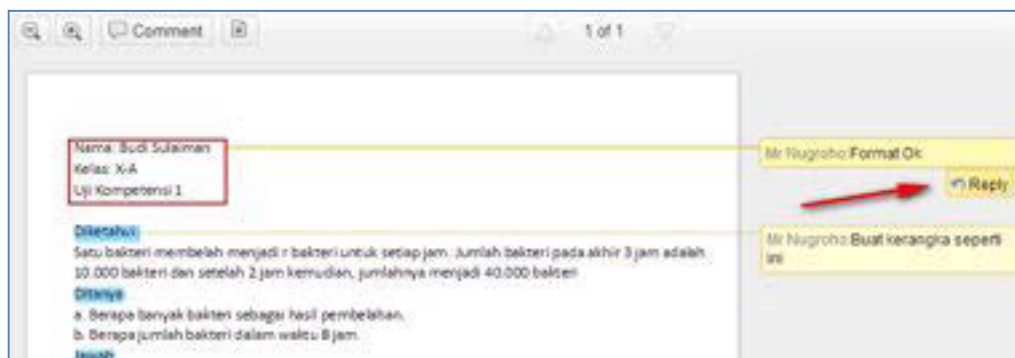 Comment
1 of 1
Nama: Budi Sulaiman
Kelas: X-A
Uji Kompetensi 1
Mr Nugroho:Format Ok
Reply
Diketahui:
Satu bakteri membelah menjadi r bakteri untuk setiap jam. Jumlah bakteri pada akhir 3 jam adalah
10.000 bakteri dan setelah 2 jam kemudian, jumlahnya menjadi 40.000 bakteri
Mr Nugroho:Buat kerangka seperti
ini
Ditanya
a. Berapa banyak bakteri sebagai hasil pembelahan.
b. Berapa jumlah bakteri dalam waktu 8 jam.
Jawab